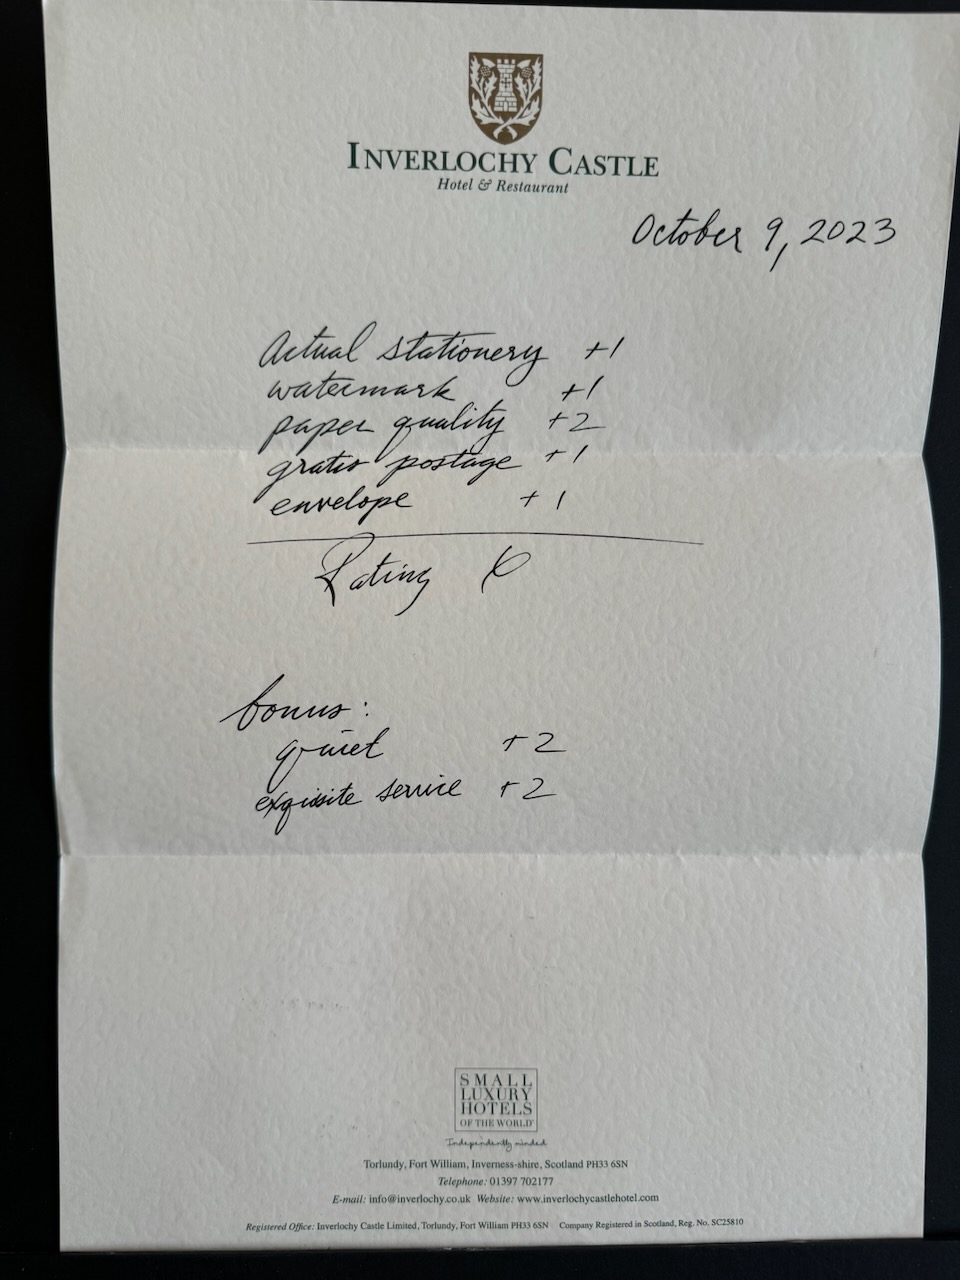 INVERLOCHY CASTLE
Hotel & Restaurant
October 9, 2023
Actual stationery +1
watermark +1
paper quality +2
gratis postage +1
envelope +1
Rating 6
bonus:
quiet +2
exquisite service +2
SMALL
LUXURY
HOTELS
OF THE WORLD™
Independently minded
Torlundy, Fort William, Inverness-shire, Scotland PH33 6SN
Telephone: 01397 702177
E-mail: info@inverlochy.co.uk Website: www.inverlochycastlehotel.com
Registered Office: Inverlochy Castle Limited, Torlundy, Fort William PH33 6SN Company Registered in Scotland, Reg. No. SC25810